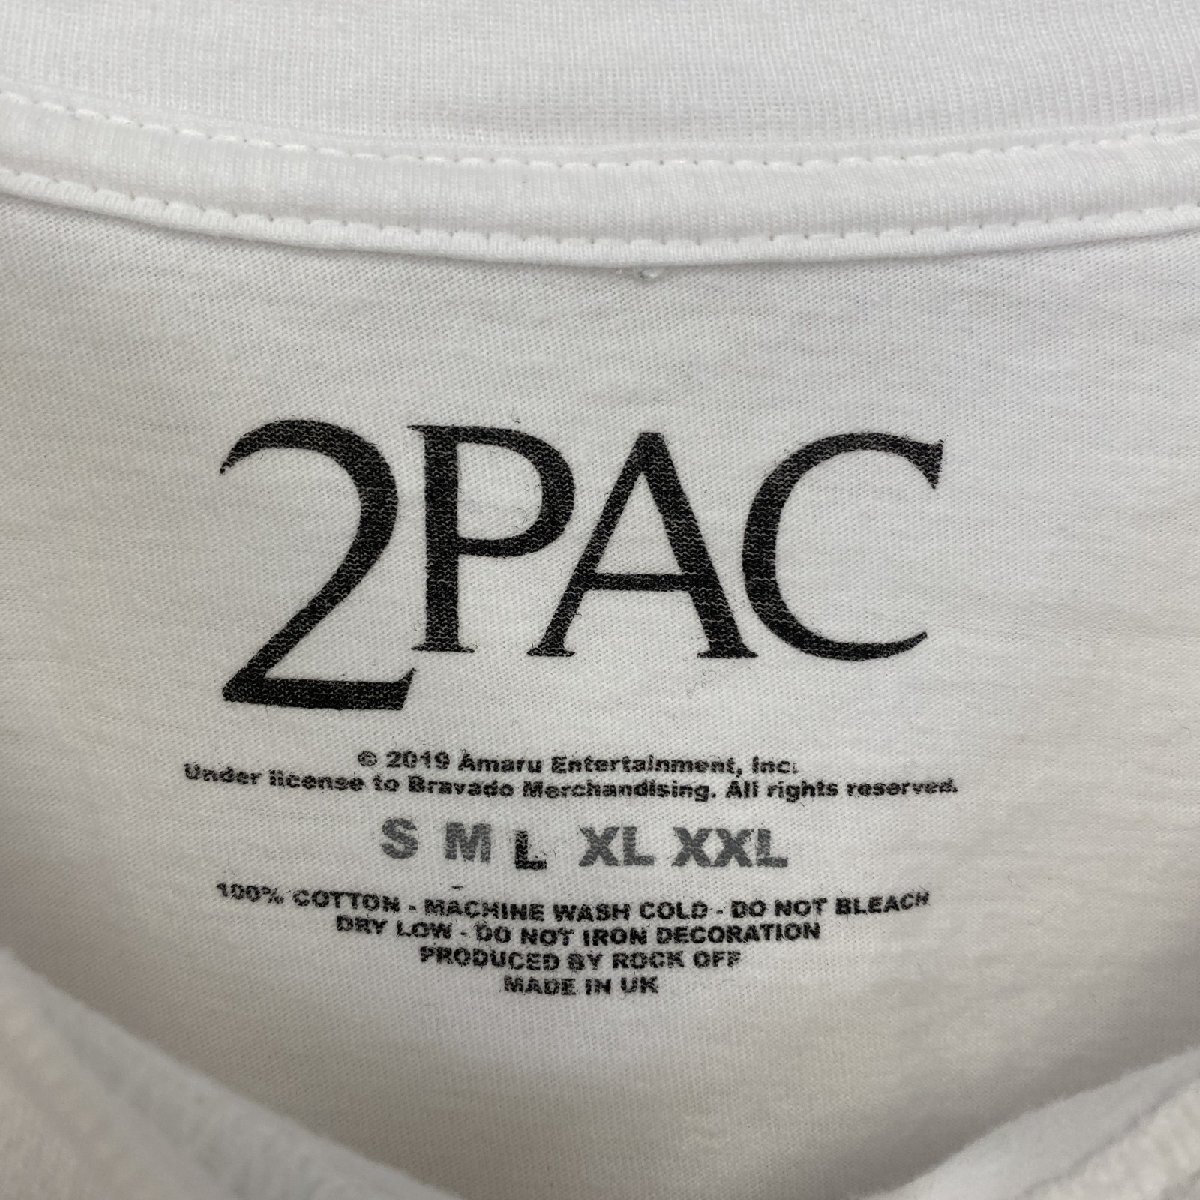 2PAC
© 2019 Amaru Entertainment, Inc.
Under license to Bravado Merchandising. All rights reserved.
S M L XL XXL
100% COTTON - MACHINE WASH COLD - DO NOT BLEACH
DRY LOW - DO NOT IRON DECORATION
PRODUCED BY ROCK OFF
MADE IN UK